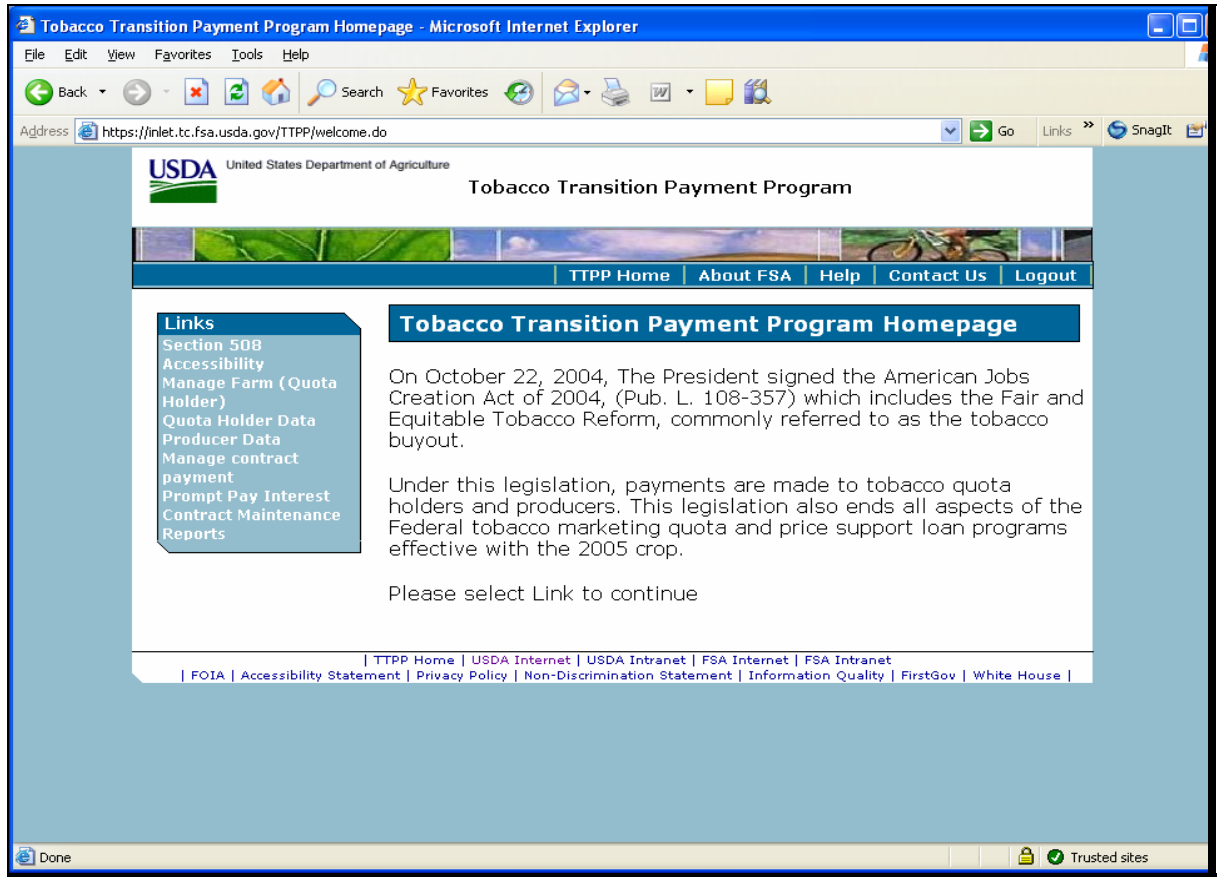 Tobacco Transition Payment Program Homepage - Microsoft Internet Explorer
File Edit View Favorites Tools Help
Back Search Favorites
Address https://inlet.tc.fsa.usda.gov/TTPP/welcome.do Go Links » SnagIt
USDA United States Department of Agriculture
Tobacco Transition Payment Program
| TTPP Home | About FSA | Help | Contact Us | Logout |
Links
Section 508
Accessibility
Manage Farm (Quota
Holder)
Quota Holder Data
Producer Data
Manage contract
payment
Prompt Pay Interest
Contract Maintenance
Reports
Tobacco Transition Payment Program Homepage
On October 22, 2004, The President signed the American Jobs
Creation Act of 2004, (Pub. L. 108-357) which includes the Fair and
Equitable Tobacco Reform, commonly referred to as the tobacco
buyout.
Under this legislation, payments are made to tobacco quota
holders and producers. This legislation also ends all aspects of the
Federal tobacco marketing quota and price support loan programs
effective with the 2005 crop.
Please select Link to continue
| TTPP Home | USDA Internet | USDA Intranet | FSA Internet | FSA Intranet
| FOIA | Accessibility Statement | Privacy Policy | Non-Discrimination Statement | Information Quality | FirstGov | White House |
Done Trusted sites